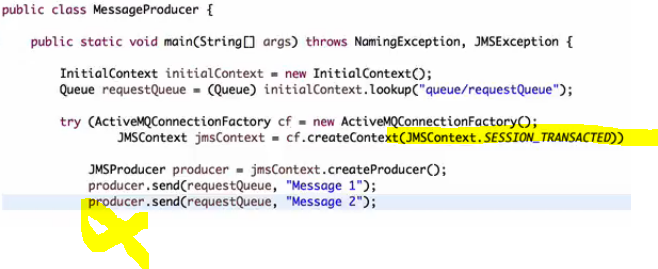 public class MessageProducer {
public static void main(String[] args) throws NamingException, JMSException {
InitialContext initialContext = new InitialContext();
Queue requestQueue = (Queue) initialContext.lookup("queue/requestQueue");
try (ActiveMQConnectionFactory cf = new ActiveMQConnectionFactory();
JMSContext jmsContext = cf.createContext(JMSContext.SESSION_TRANSACTED))
JMSProducer producer = jmsContext.createProducer();
producer.send(requestQueue, "Message 1");
producer.send(requestQueue, "Message 2");